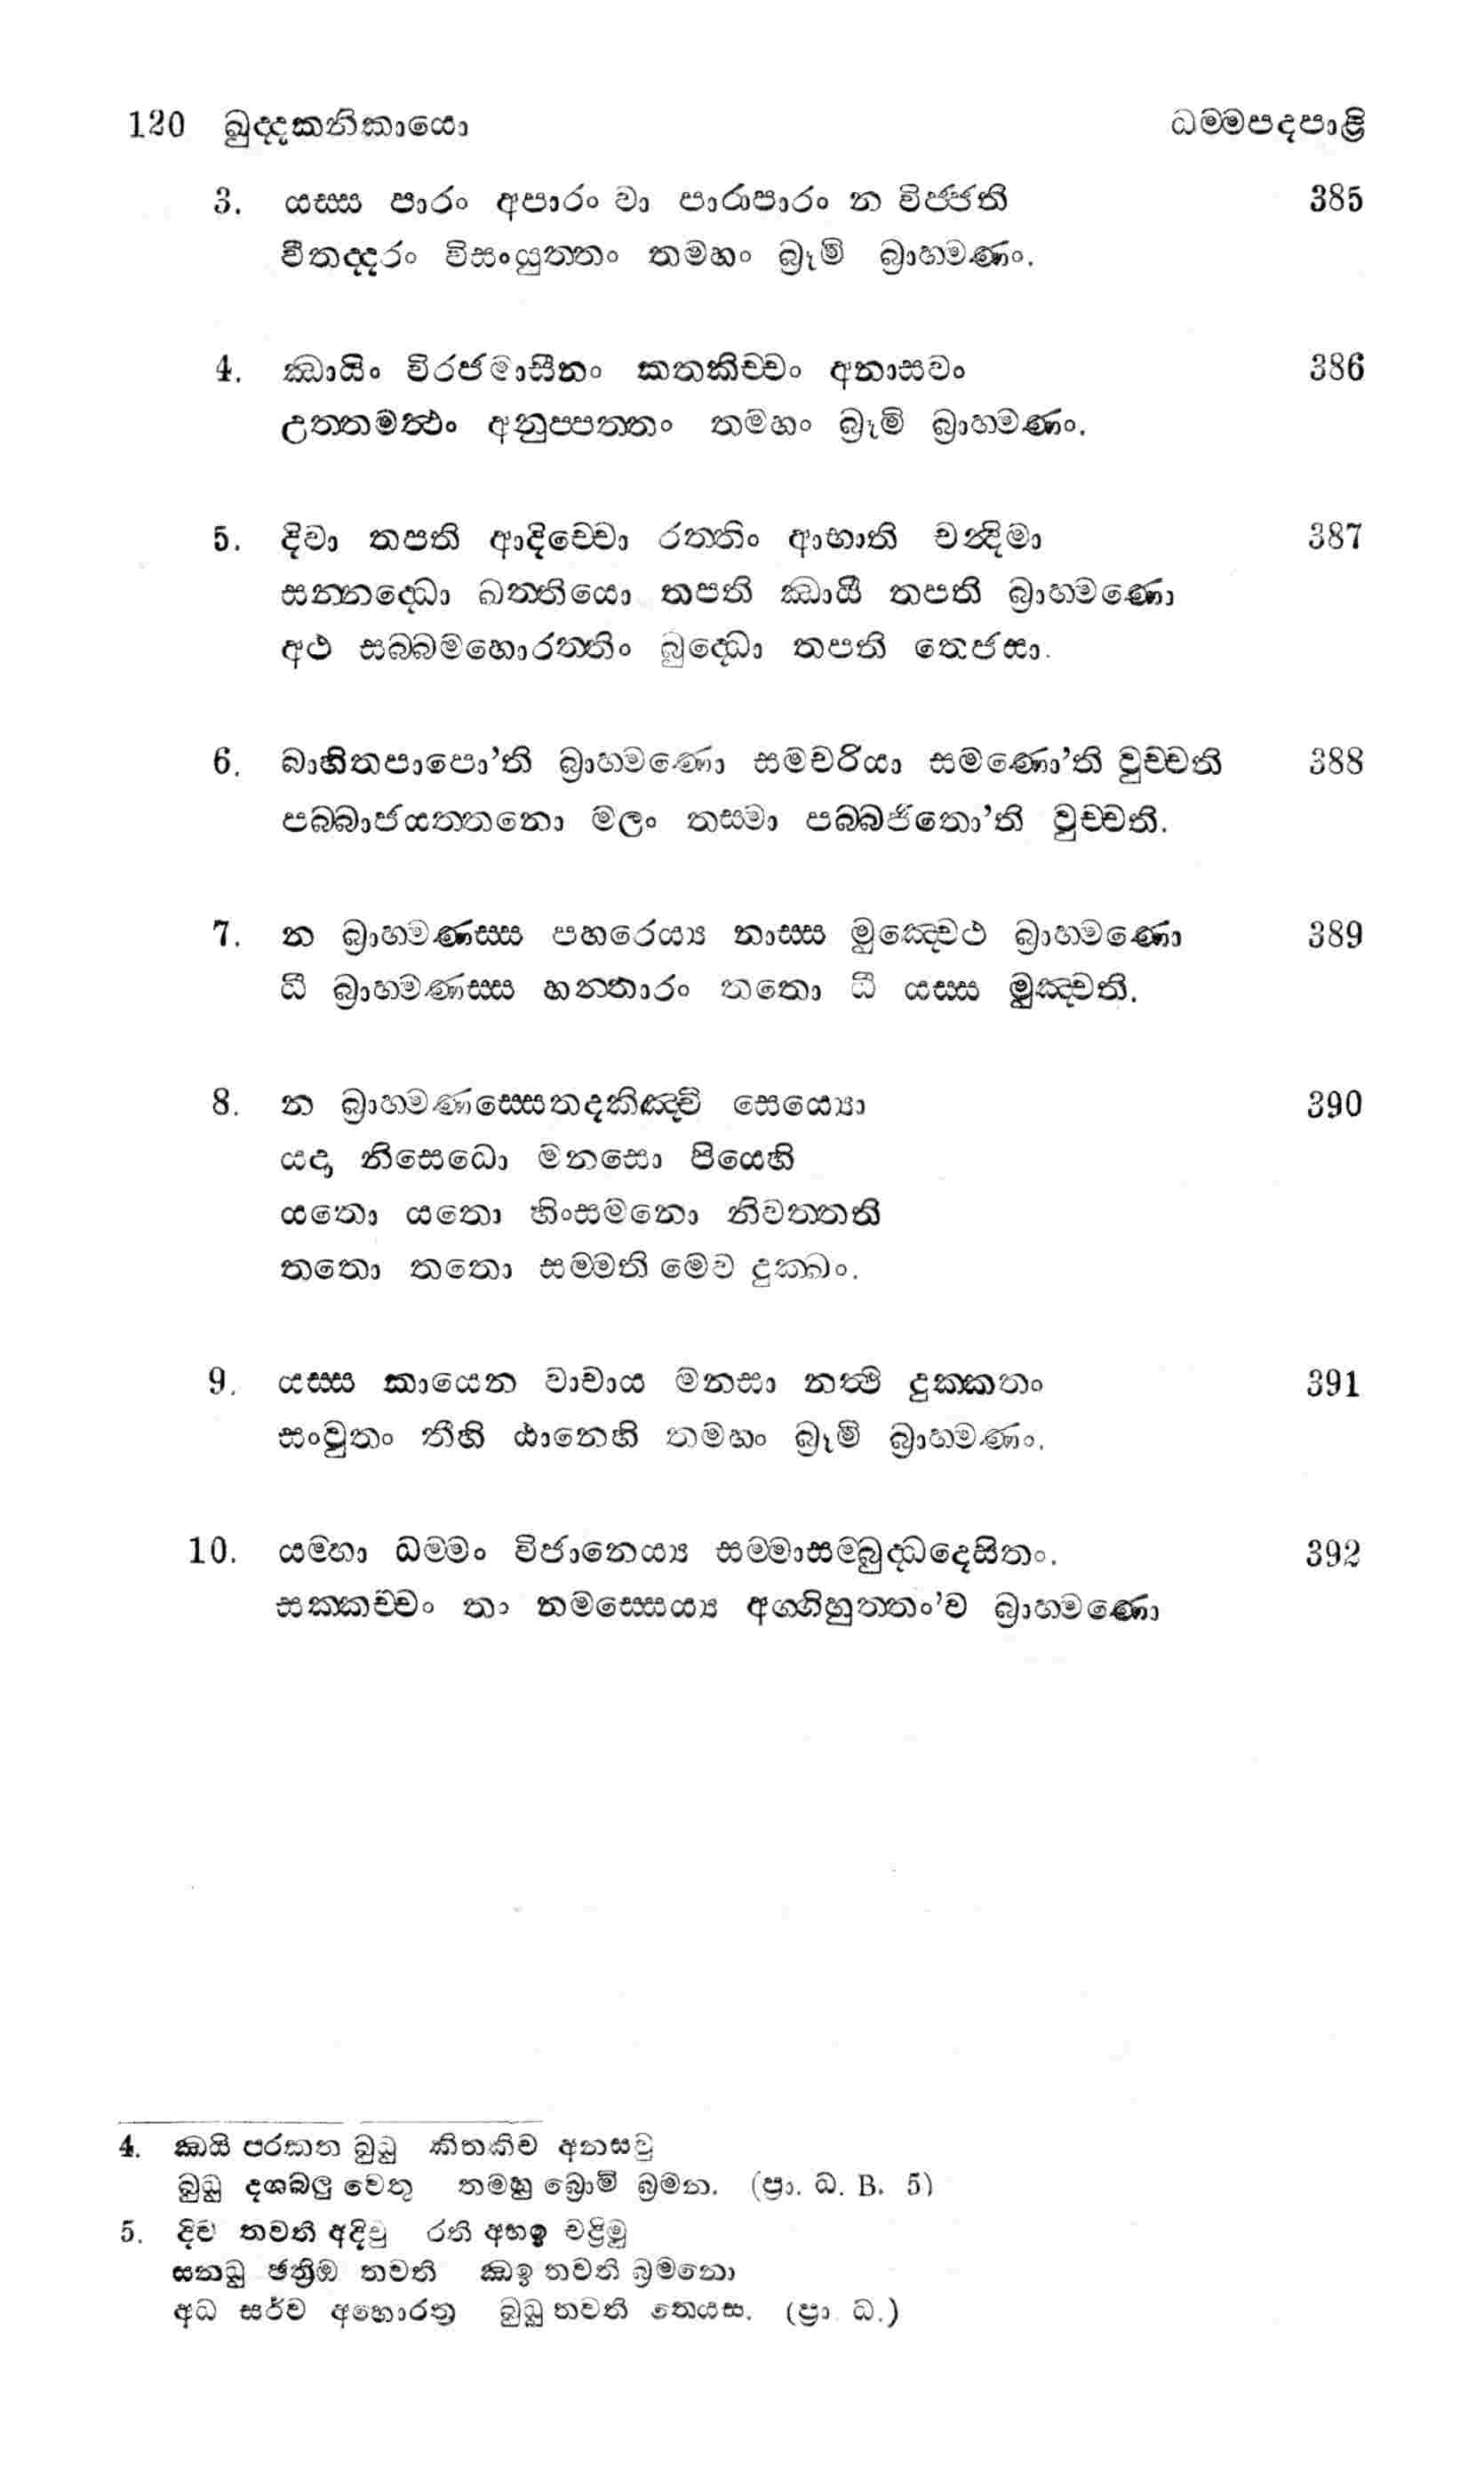 120 ඛුද්දකනිකායො ධම්මපදපාළි
3. යස්ස පාරං අපාරං වා පාරාපාරං න විජ්ජති 385
වීතද්දරං විසංයුත්තං තමහං බ්‍රූමි බ්‍රාහ්මණං.
4. ඣායිං විරජමාසීනං කතකිච්චං අනාසවං 386
උත්තමත්ථං අනුප්පත්තං තමහං බ්‍රූමි බ්‍රාහ්මණං.
5. දිවා තපති ආදිච්චො රත්තිං ආභාති චන්දිමා 387
සන්නද්ධො ඛත්තියො තපති ඣායී තපති බ්‍රාහ්මණො
අථ සබ්බමහොරත්තිං බුද්ධො තපති තෙජසා.
6. බාහිතපාපො’ති බ්‍රාහ්මණො සමචරියා සමණො’ති වුච්චති 388
පබ්බාජයත්තනො මලං තස්මා පබ්බජිතො’ති වුච්චති.
7. න බ්‍රාහ්මණස්ස පහරෙය්‍ය නාස්ස මුඤ්චෙථ බ්‍රාහ්මණො 389
ධී බ්‍රාහ්මණස්ස හන්තාරං තතො ධී යස්ස මුඤ්චති.
8. න බ්‍රාහ්මණස්සෙතදකිඤ්චි සෙය්‍යො 390
යදා නිසෙධො මනසො පියෙහි
යතො යතො හිංසමනො නිවත්තති
තතො තතො සම්මති මෙව දුක්ඛං.
9. යස්ස කායෙන වාචාය මනසා නත්ථි දුක්කතං 391
සංවුතං තීහි ඨානෙහි තමහං බ්‍රූමි බ්‍රාහ්මණං.
10. යම්හා ධම්මං විජානෙය්‍ය සම්මාසම්බුද්ධදෙසිතං. 392
සක්කච්චං තං නමස්සෙය්‍ය අග්ගිහුත්තං’ව බ්‍රාහ්මණො
4. ඣයි පරකත බුධු කිතකිච අනසවු
බුධු දශබලු වෙතු තමහු බ්‍රොමි බ්‍රමන. (ප්‍රා. ධ. B. 5)
5. දිව තවති අදිචු රති අභඉ චද්‍රිමු
සනධු ඡත්‍රිඔ තවති ඣඉ තවති බ්‍රමනො
අධ සර්ව අහොරත්‍ර බුධු තවති තෙයස. (ප්‍රා. ධ.)